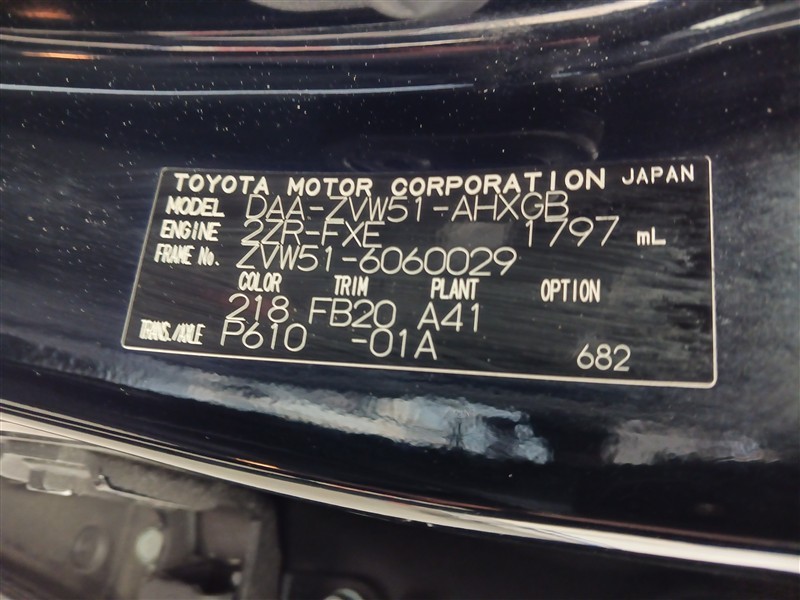 TOYOTA MOTOR CORPORATION JAPAN
MODEL DAA-ZVW51-AHXGB
ENGINE 2ZR-FXE 1797 mL
FRAME No. ZVW51-6060029
COLOR TRIM PLANT OPTION
218 FB20 A41
TRANS./AXLE P610 -01A 682